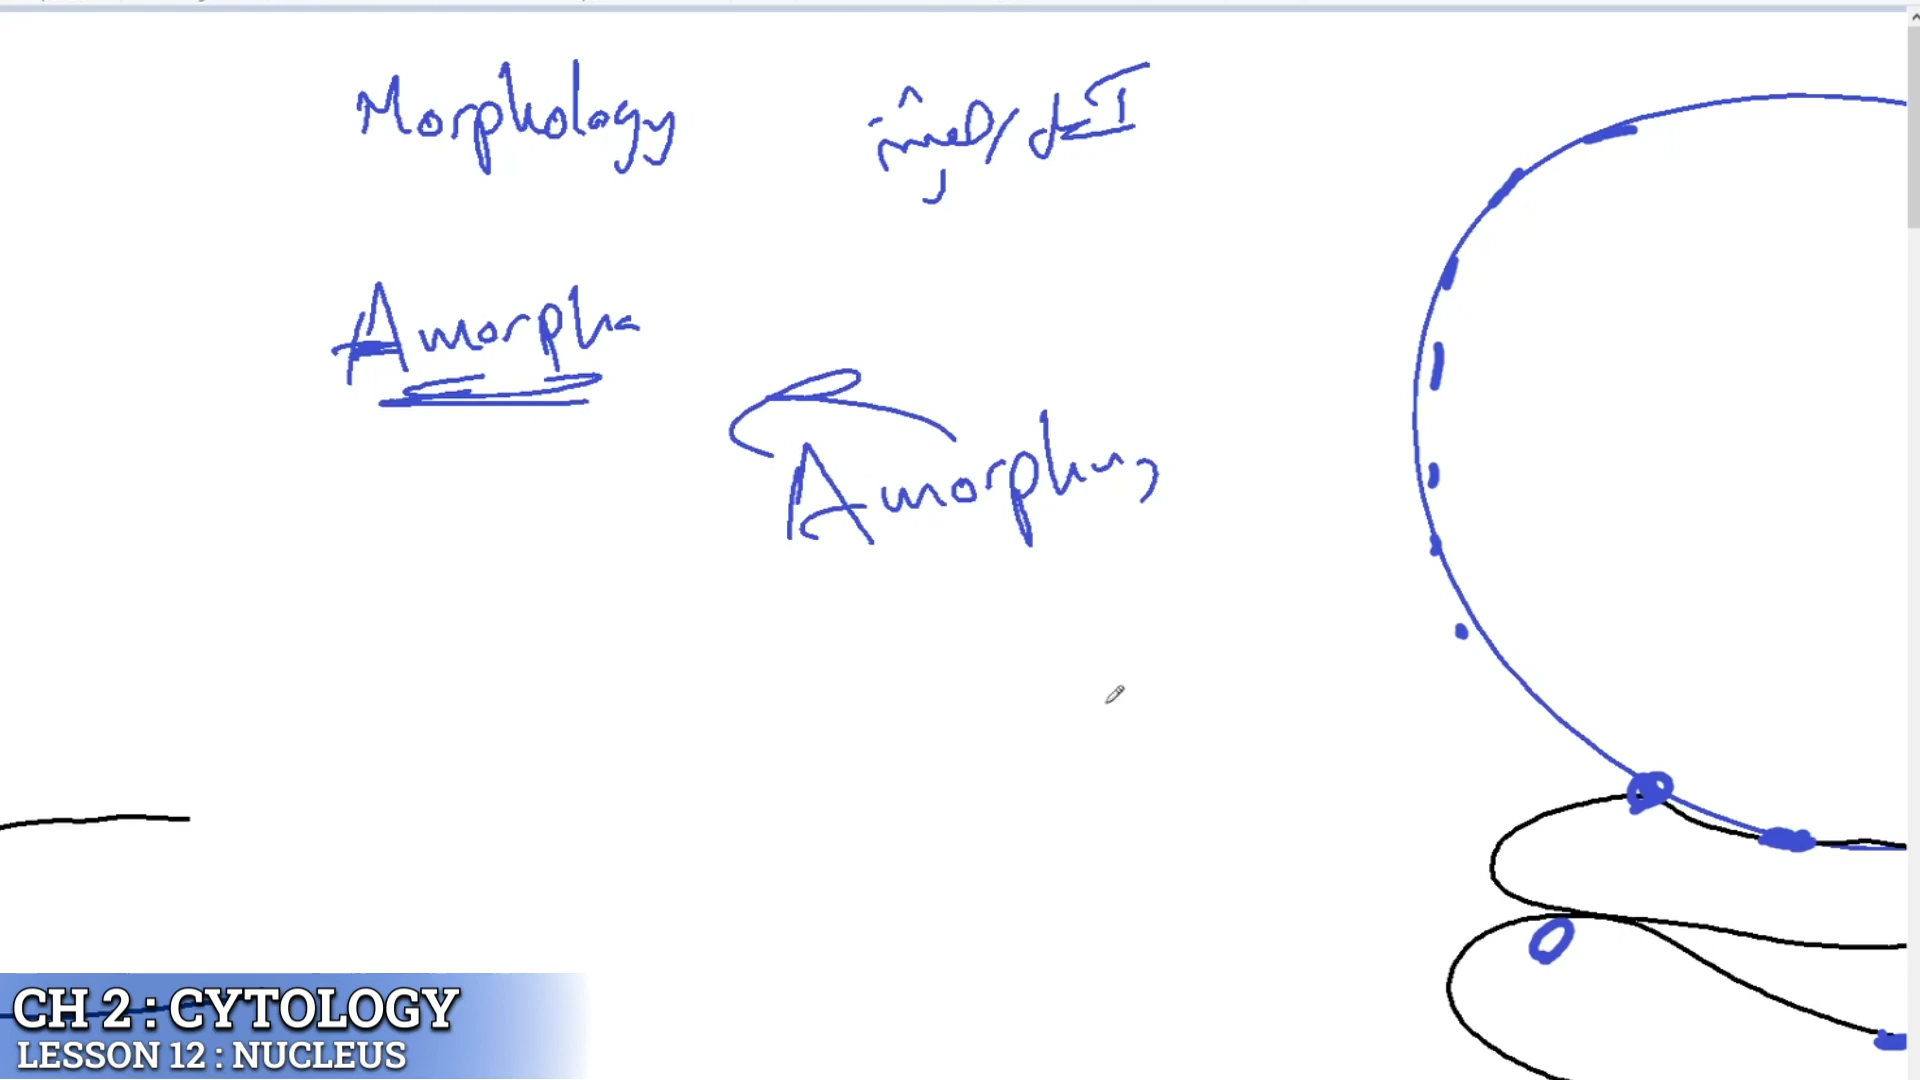 Morphology
Amorpha
Amorphus
CH 2 : CYTOLOGY
LESSON 12 : NUCLEUS